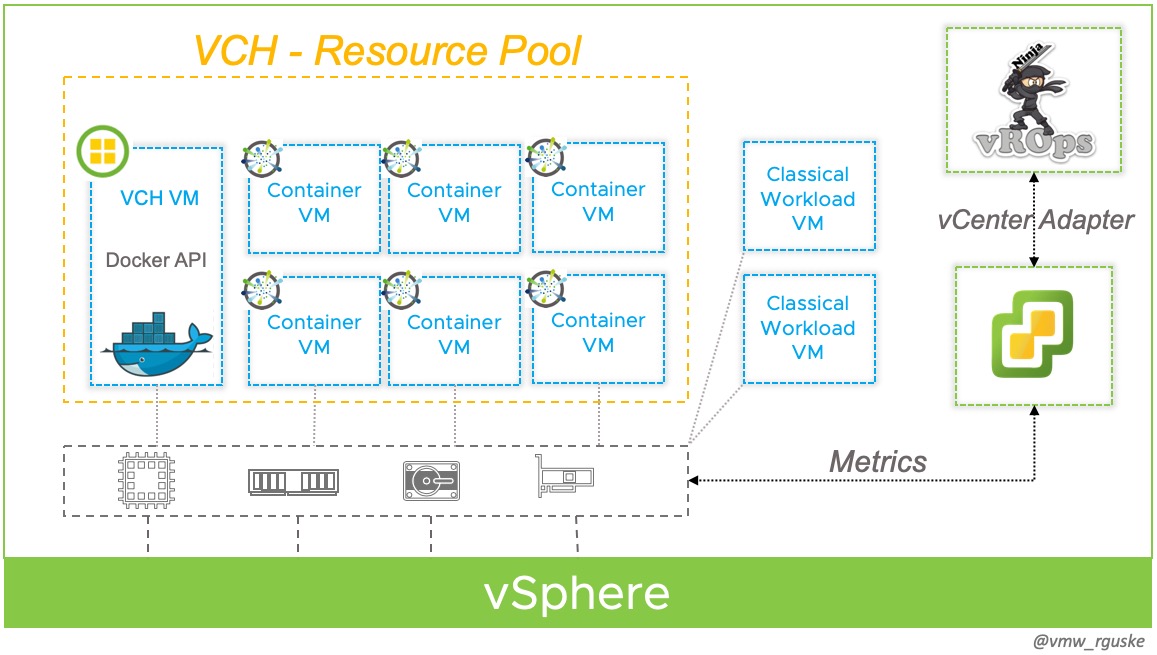 VCH - Resource Pool
VCH VM
Docker API
Container
VM
Container
VM
Container
VM
Container
VM
Container
VM
Container
VM
Classical
Workload
VM
Classical
Workload
VM
Ninja
vROps
vCenter Adapter
Metrics
vSphere
@vmw_rguske